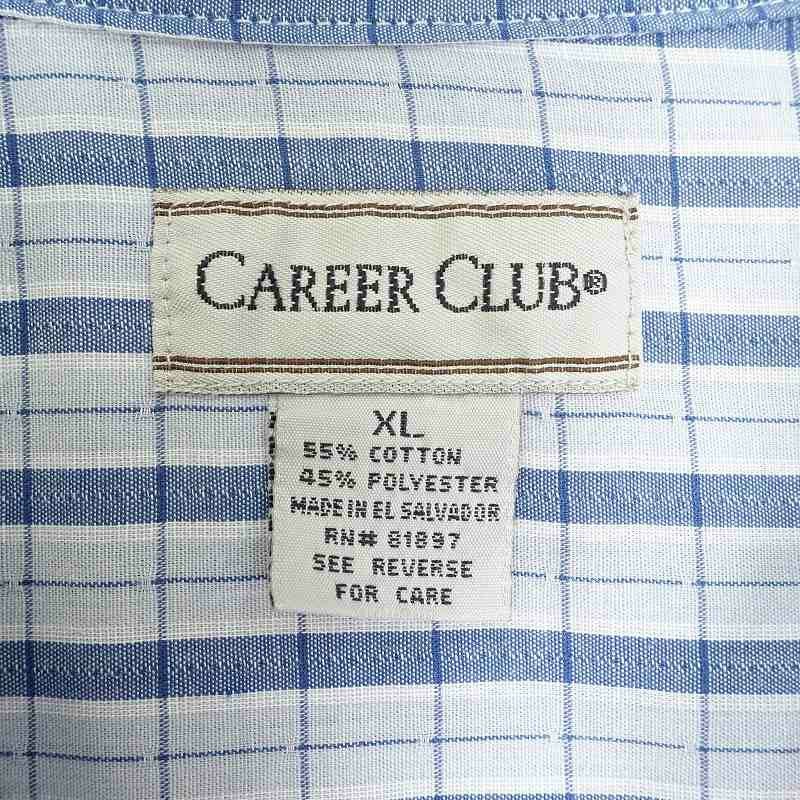 CAREER CLUB®
XL
55% COTTON
45% POLYESTER
MADE IN EL SALVADOR
RN# 81897
SEE REVERSE
FOR CARE